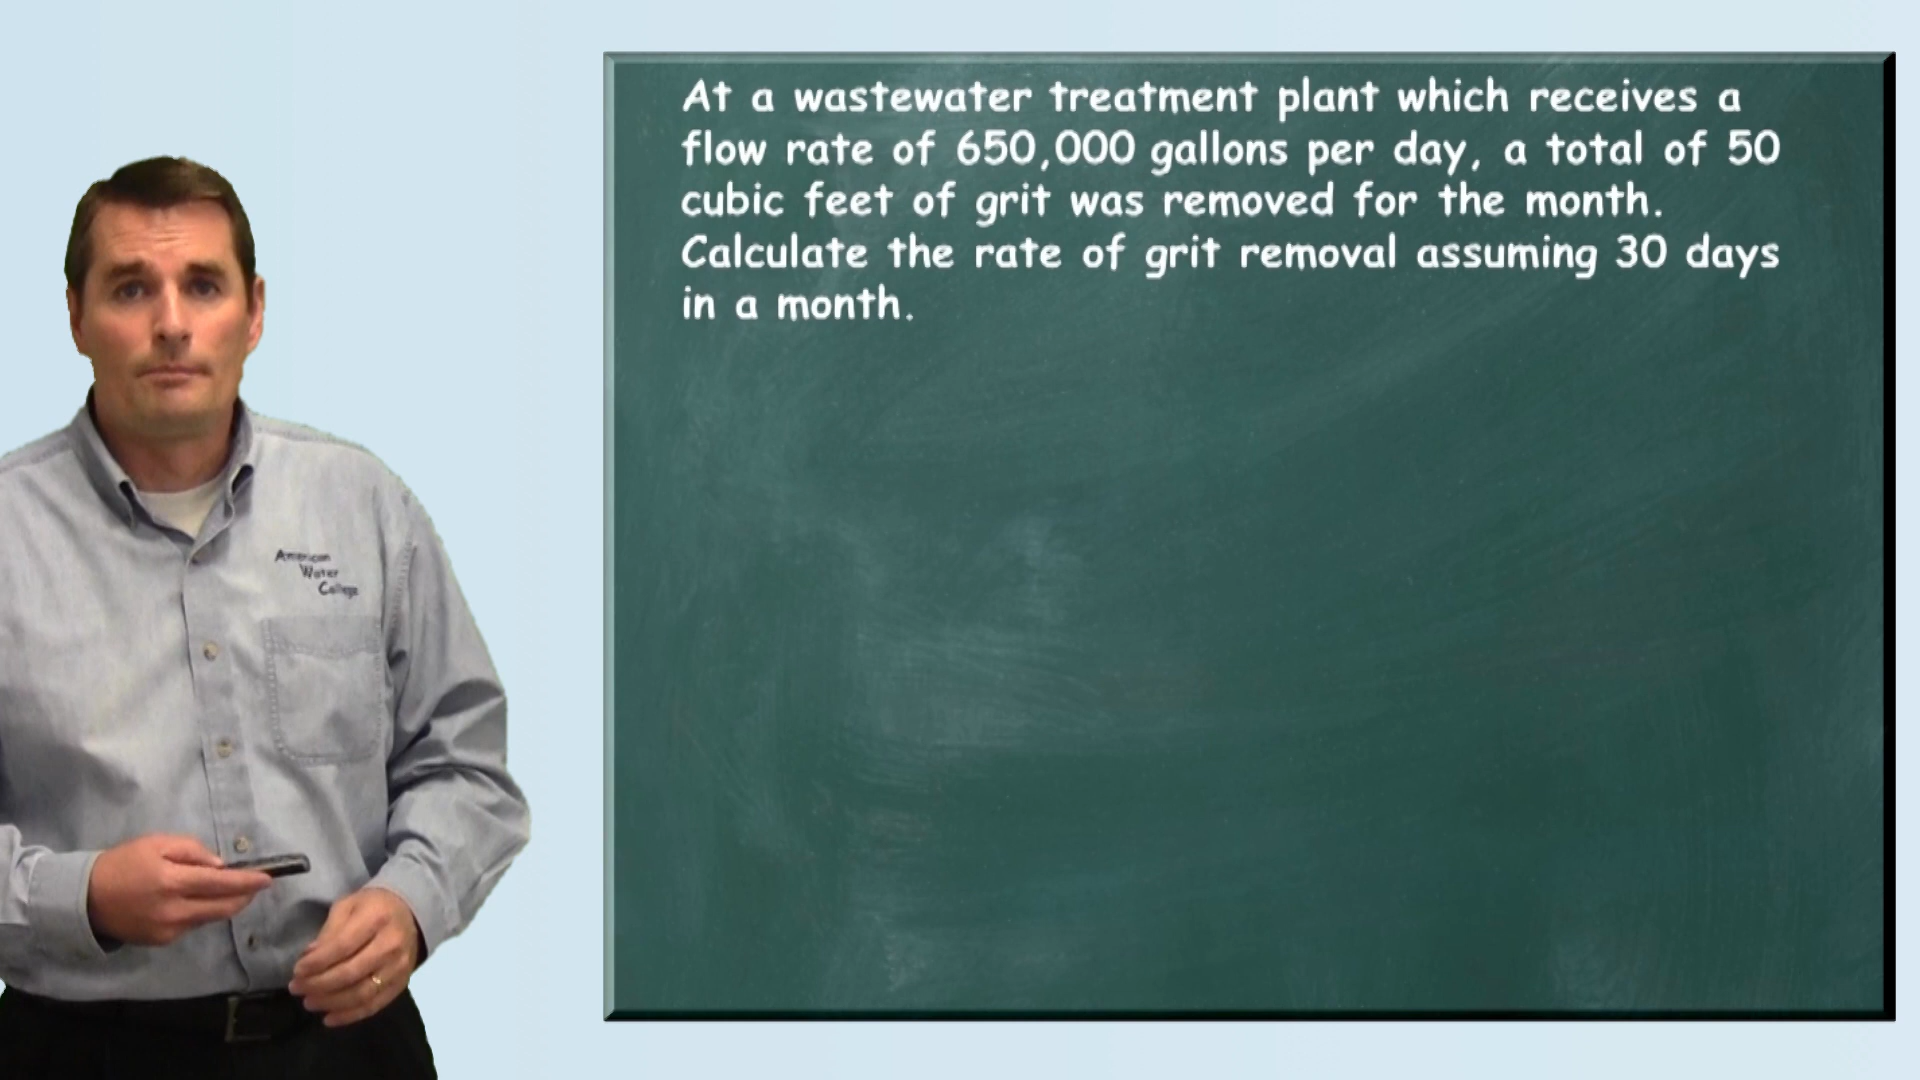 At a wastewater treatment plant which receives a
flow rate of 650,000 gallons per day, a total of 50
cubic feet of grit was removed for the month.
Calculate the rate of grit removal assuming 30 days
in a month.
American
Water
College